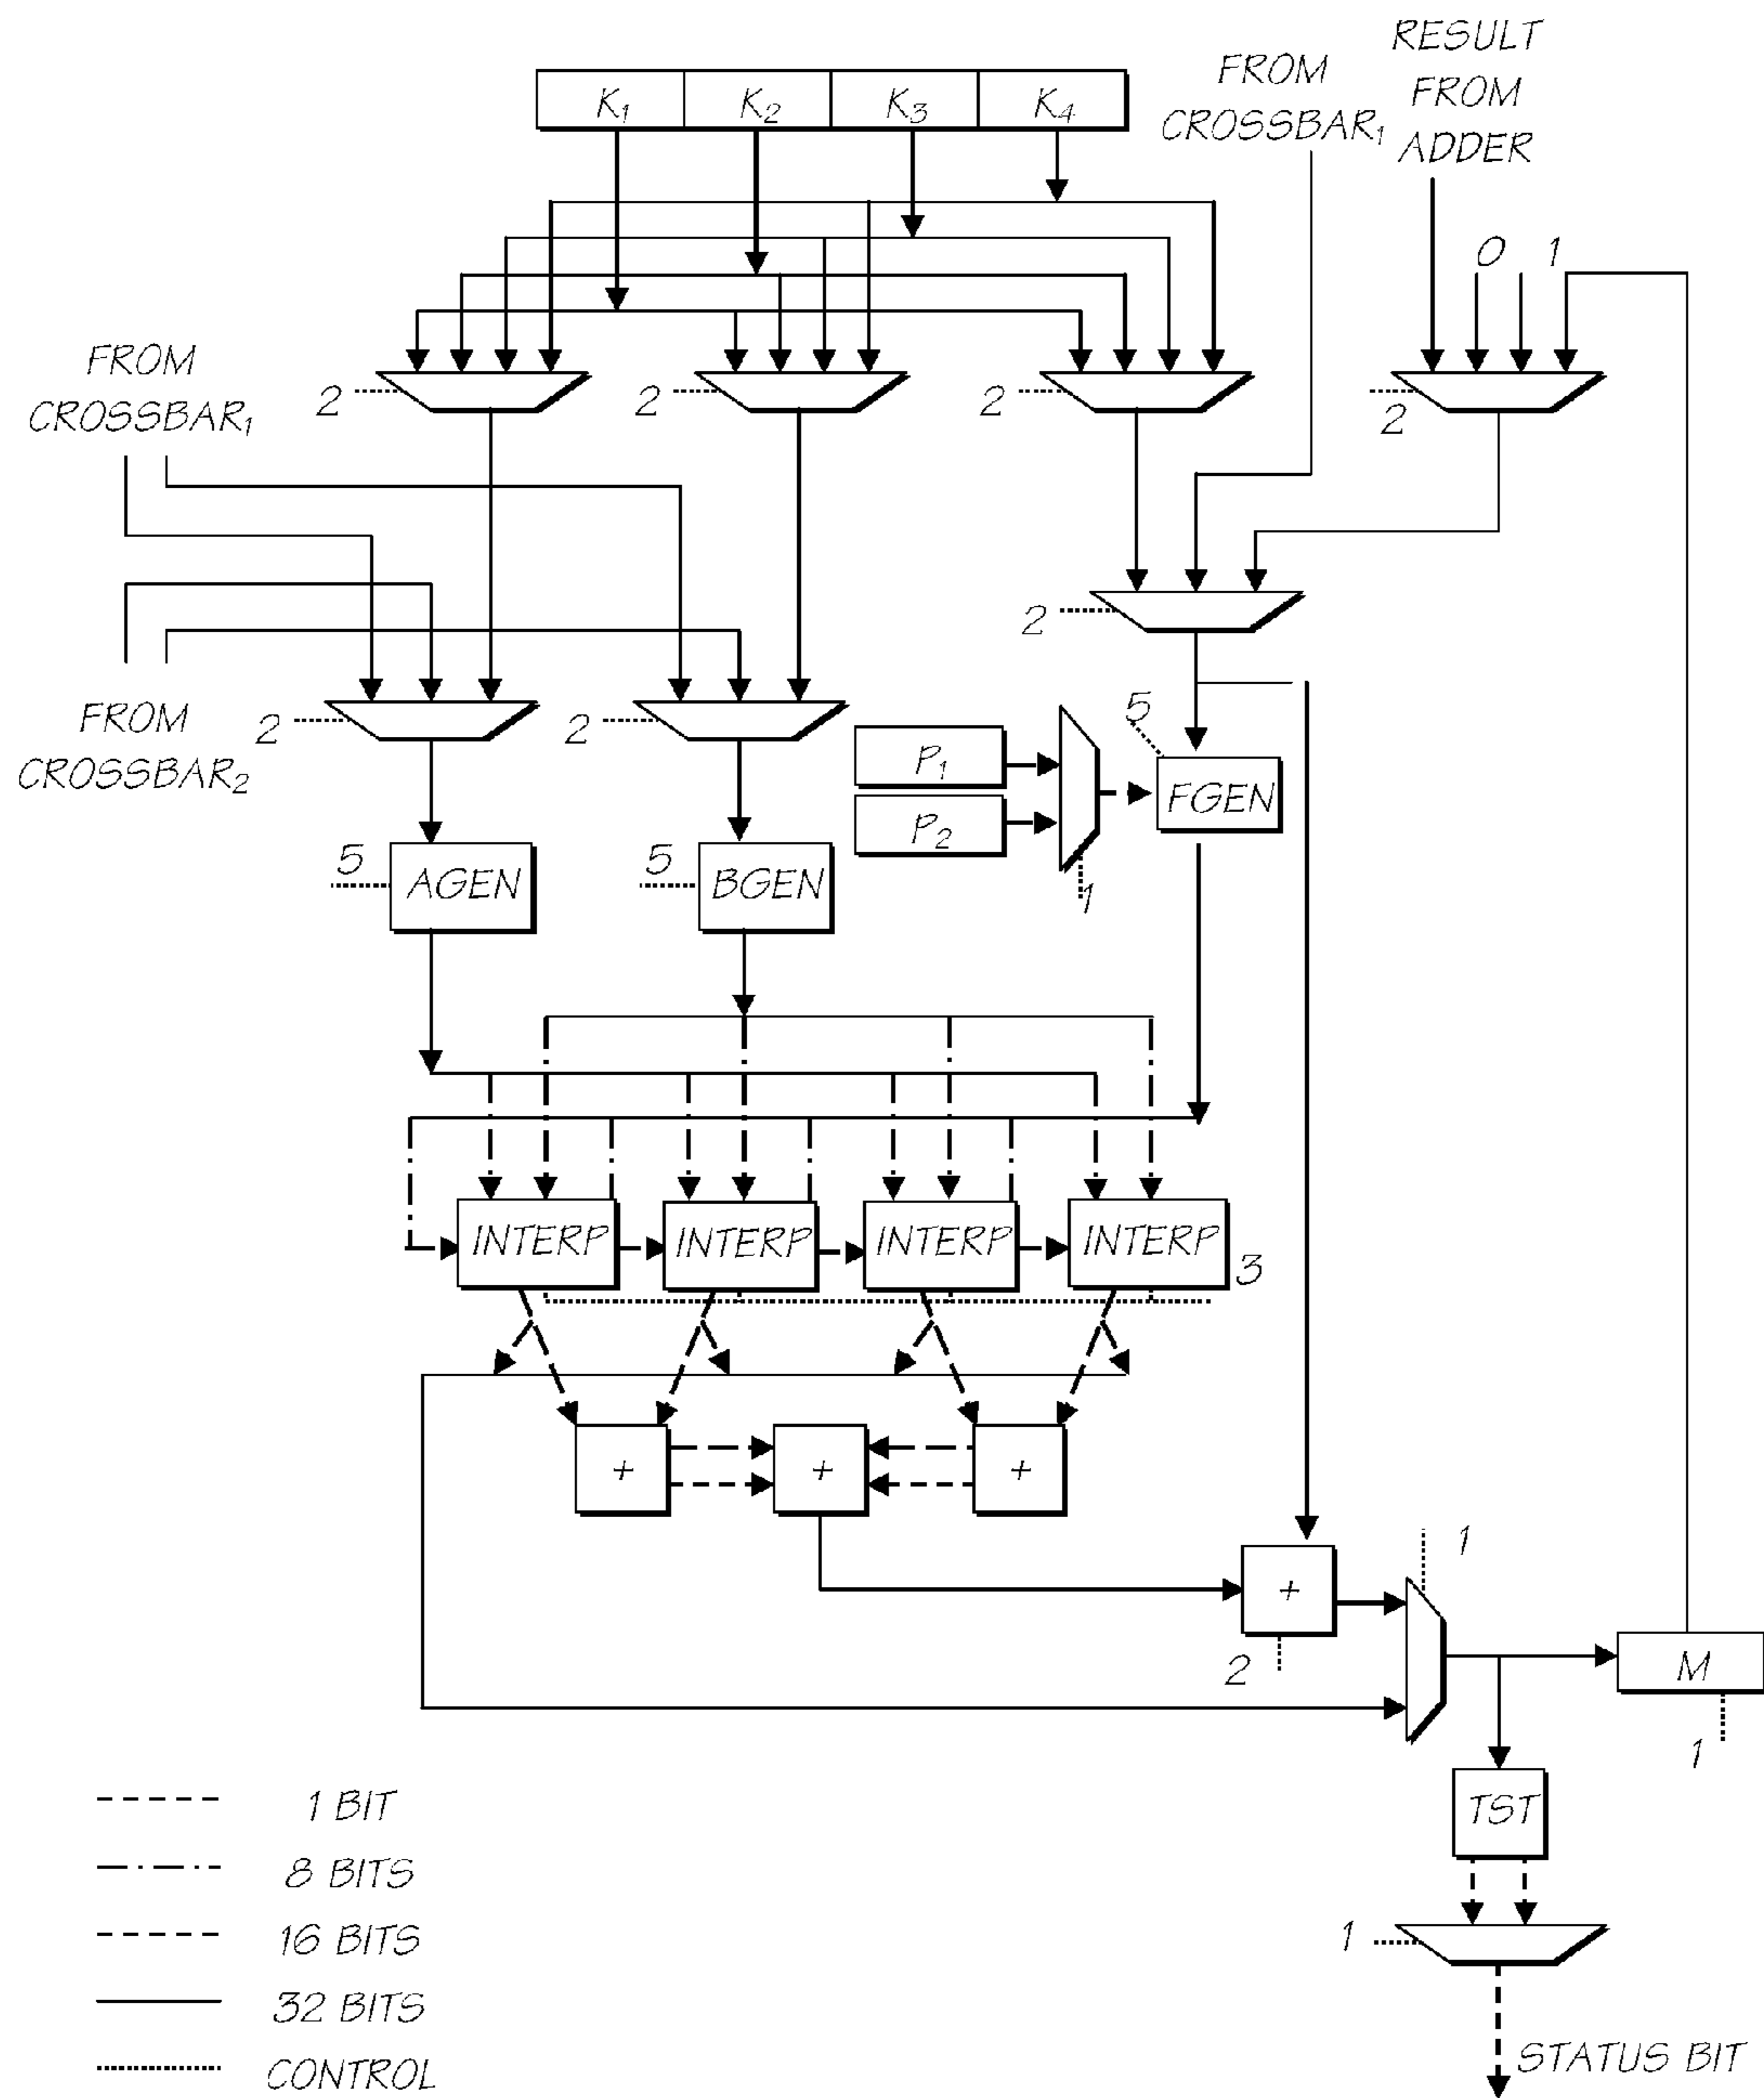 RESULT
FROM
ADDER
FROM
CROSSBAR₁
K₁ K₂ K₃ K₄
0 1
FROM
CROSSBAR₁
2 2 2 2
2
FROM
CROSSBAR₂
2 2
P₁
P₂
5
FGEN
1
5 AGEN
5 BGEN
INTERP INTERP INTERP INTERP 3
+ + +
+
2
1
M
1
TST
1
STATUS BIT
1 BIT
8 BITS
16 BITS
32 BITS
CONTROL